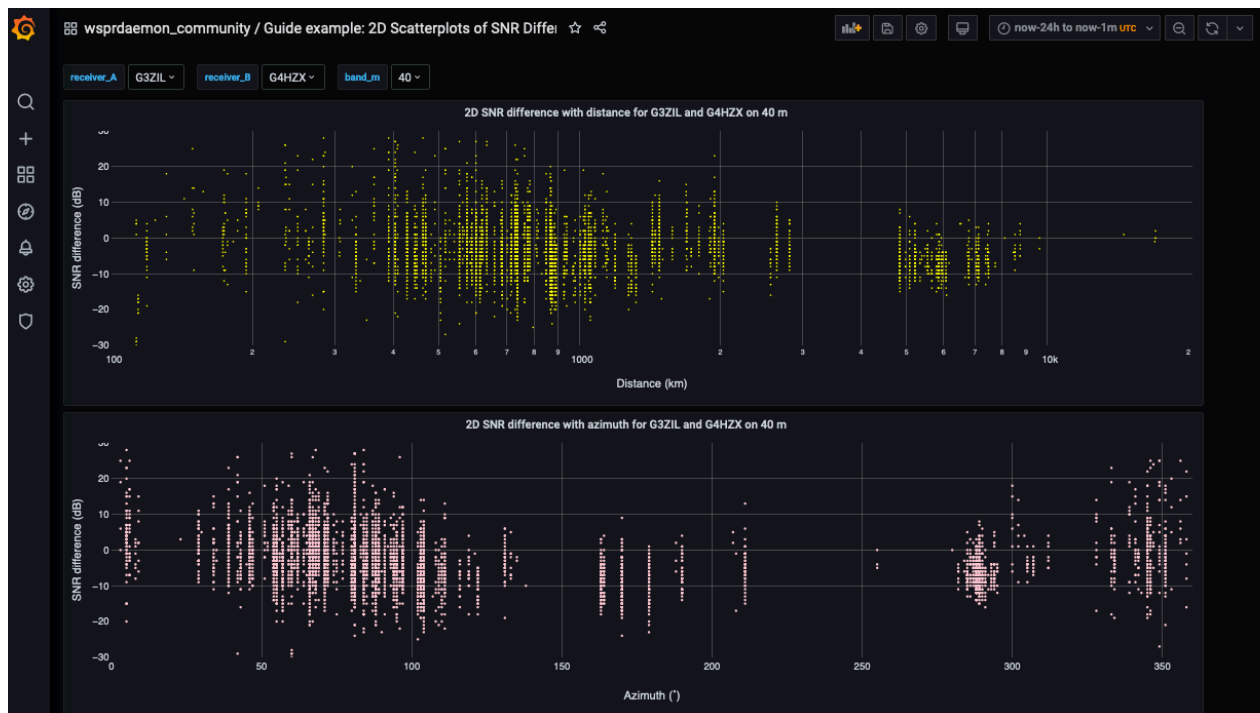 wsprdaemon_community / Guide example: 2D Scatterplots of SNR Differ
now-24h to now-1m UTC
receiver_A G3ZIL receiver_B G4HZX band_m 40
2D SNR difference with distance for G3ZIL and G4HZX on 40 m
SNR difference (dB)
20
10
0
−10
−20
−30
100 2 3 4 5 6 7 8 9 1000 2 3 4 5 6 7 8 9 10k 2
Distance (km)
2D SNR difference with azimuth for G3ZIL and G4HZX on 40 m
SNR difference (dB)
20
10
0
−10
−20
−30
0 50 100 150 200 250 300 350
Azimuth (°)